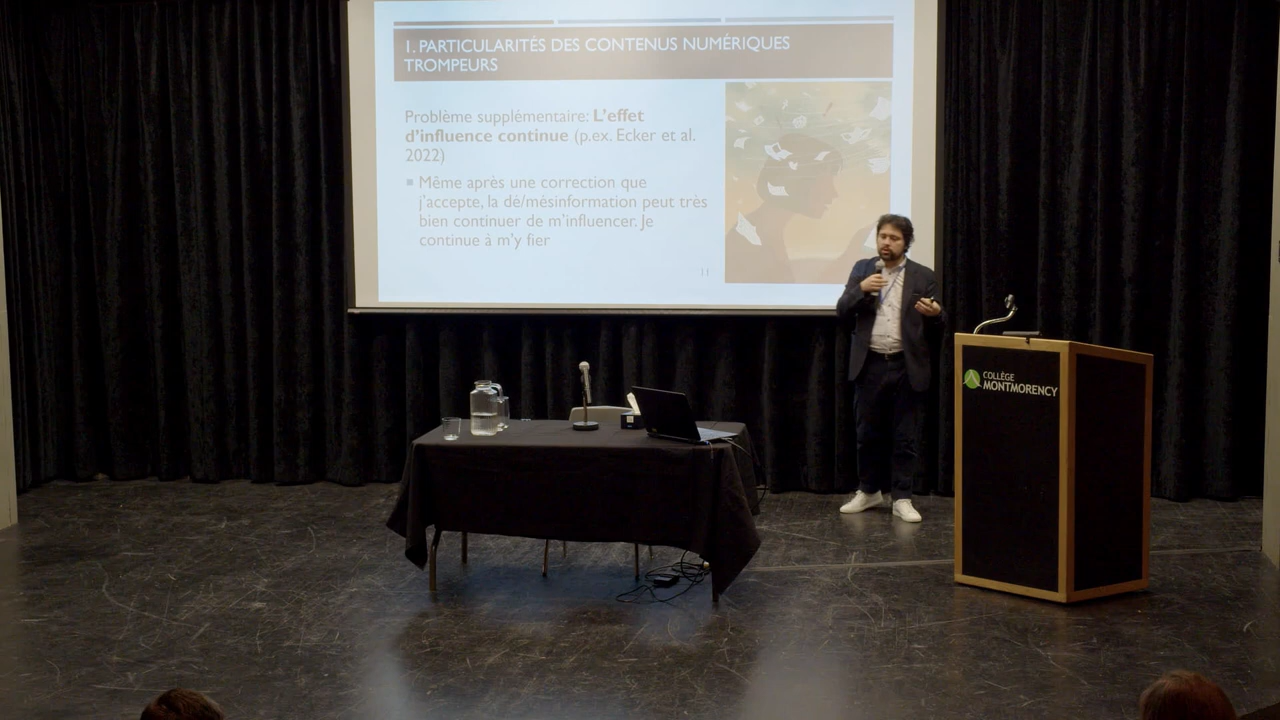 1. PARTICULARITÉS DES CONTENUS NUMÉRIQUES
TROMPEURS
Problème supplémentaire: L'effet
d'influence continue (p.ex. Ecker et al.
2022)
Même après une correction que
j'accepte, la dé/mésinformation peut très
bien continuer de m'influencer. Je
continue à m'y fier
11
COLLÈGE
MONTMORENCY